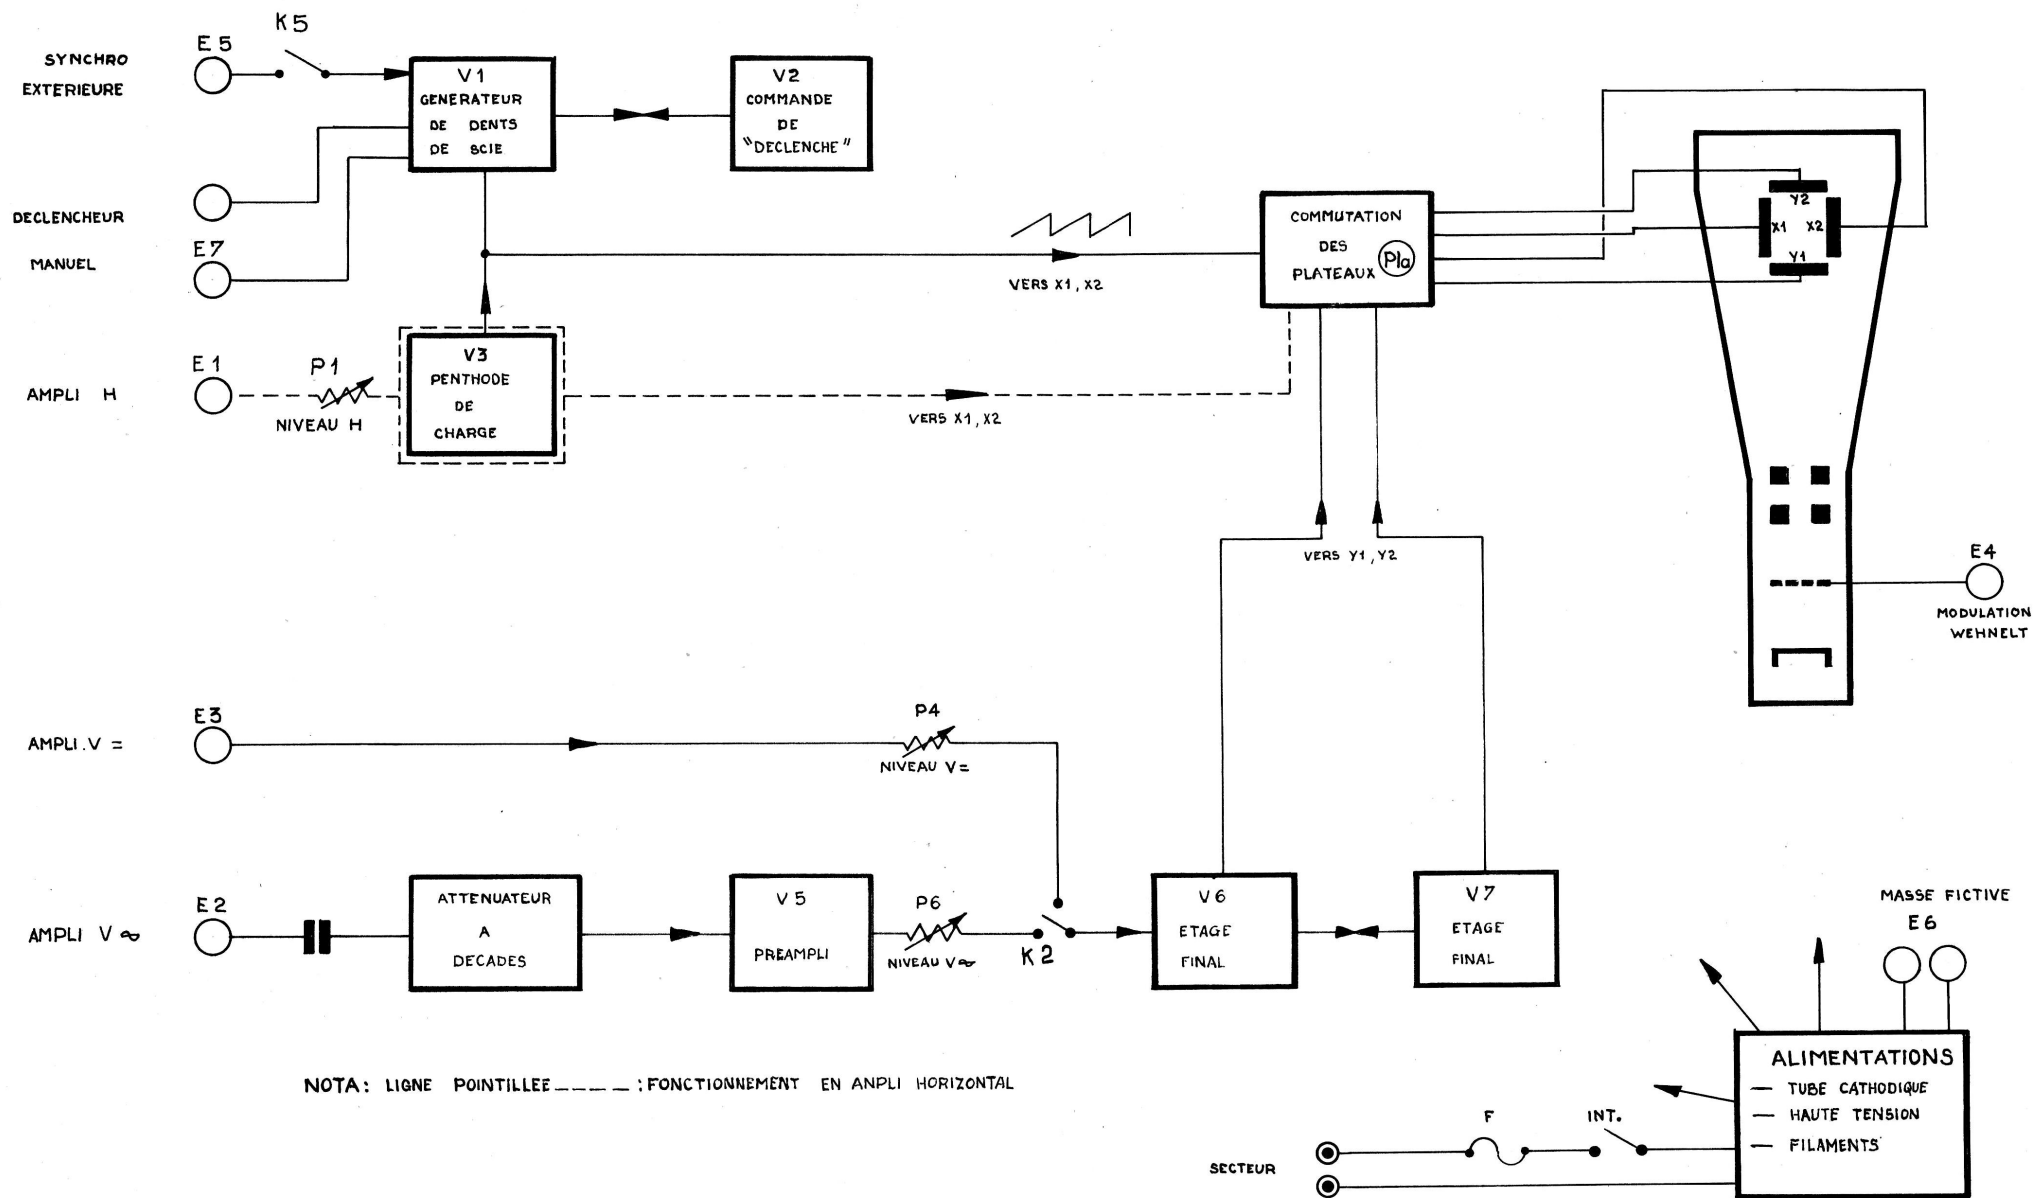 K5
E5
SYNCHRO
EXTERIEURE
V1
GENERATEUR
DE DENTS
DE SCIE
V2
COMMANDE
DE
"DECLENCHE"
DECLENCHEUR
MANUEL
E7
VERS X1, X2
COMMUTATION
DES
PLATEAUX Pla
Y2
X1 X2
Y1
E1
AMPLI H
P1
NIVEAU H
V3
PENTHODE
DE
CHARGE
VERS X1, X2
VERS Y1, Y2
E4
MODULATION
WEHNELT
E3
AMPLI.V =
P4
NIVEAU V=
E2
AMPLI V ∞
ATTENUATEUR
A
DECADES
V5
PREAMPLI
P6
NIVEAU V∞
K2
V6
ETAGE
FINAL
V7
ETAGE
FINAL
MASSE FICTIVE
E6
ALIMENTATIONS
— TUBE CATHODIQUE
— HAUTE TENSION
— FILAMENTS
NOTA: LIGNE POINTILLEE _ _ _ _ : FONCTIONNEMENT EN ANPLI HORIZONTAL
F
INT.
SECTEUR